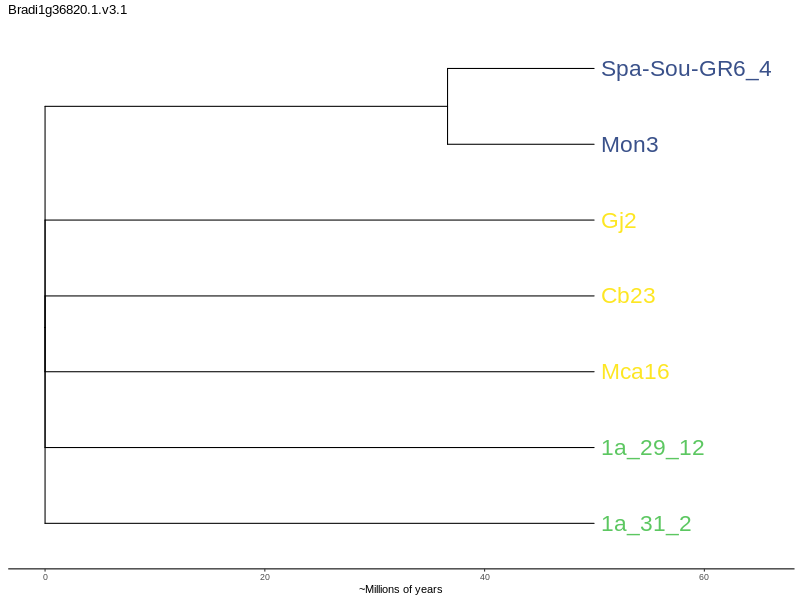 Bradi1g36820.1.v3.1
Spa-Sou-GR6_4
Mon3
Gj2
Cb23
Mca16
1a_29_12
1a_31_2
0 20 40 60
~Millions of years